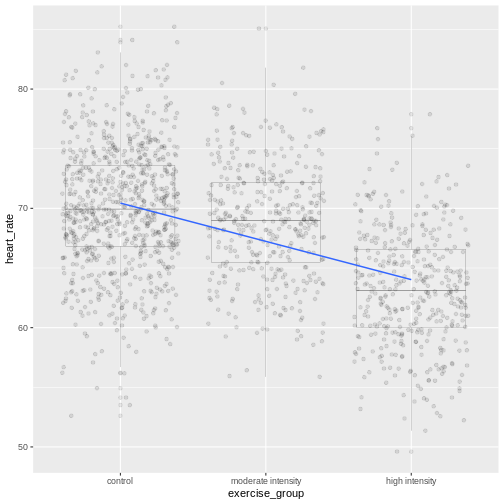 80
70
60
50
heart_rate
control
moderate intensity
high intensity
exercise_group